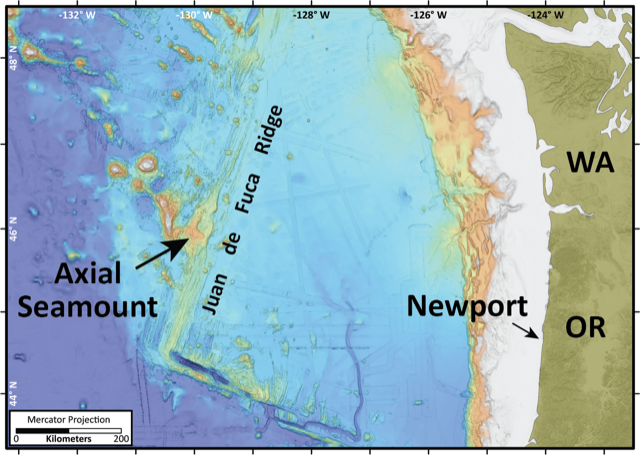 -132° W
-130° W
-128° W
-126° W
-124° W
48° N
Juan de Fuca Ridge
WA
46° N
Axial
Seamount
Newport
OR
44° N
Mercator Projection
0 Kilometers 200